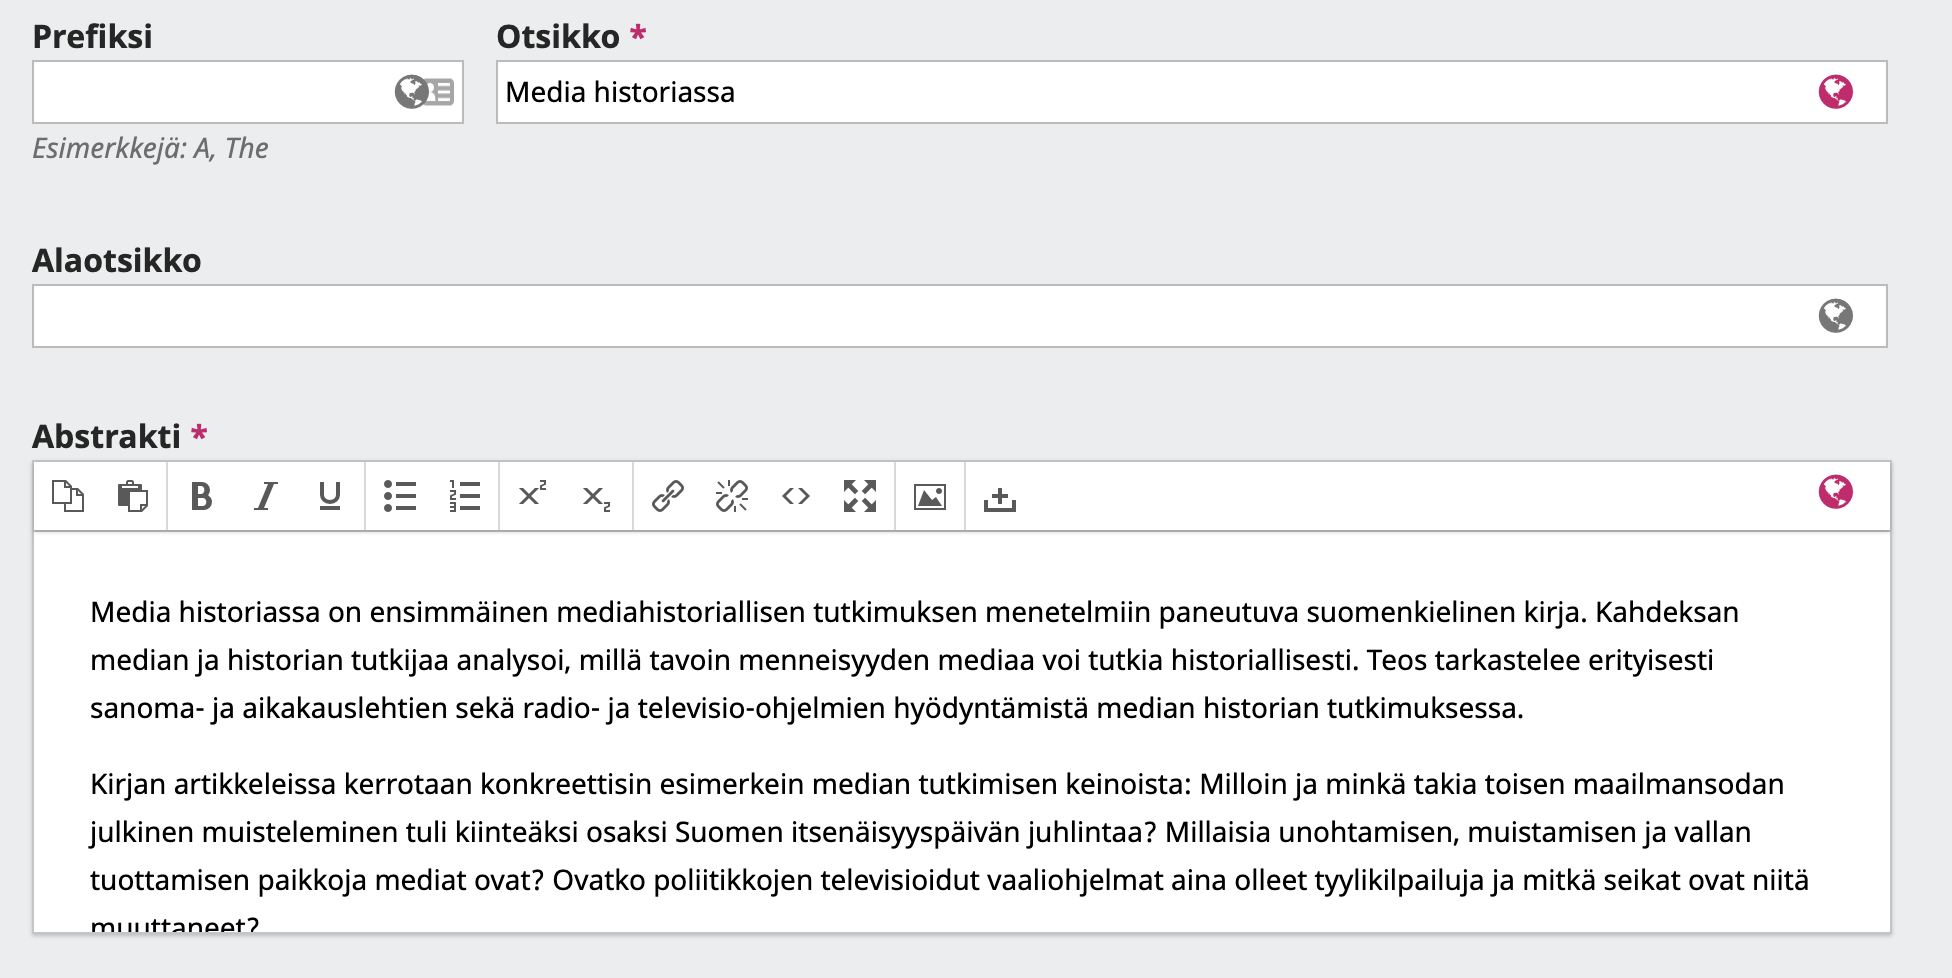 Prefiksi
Otsikko *
Media historiassa
Esimerkkejä: A, The
Alaotsikko
Abstrakti *
Media historiassa on ensimmäinen mediahistoriallisen tutkimuksen menetelmiin paneutuva suomenkielinen kirja. Kahdeksan
median ja historian tutkijaa analysoi, millä tavoin menneisyyden mediaa voi tutkia historiallisesti. Teos tarkastelee erityisesti
sanoma- ja aikakauslehtien sekä radio- ja televisio-ohjelmien hyödyntämistä median historian tutkimuksessa.
Kirjan artikkeleissa kerrotaan konkreettisin esimerkein median tutkimisen keinoista: Milloin ja minkä takia toisen maailmansodan
julkinen muisteleminen tuli kiinteäksi osaksi Suomen itsenäisyyspäivän juhlintaa? Millaisia unohtamisen, muistamisen ja vallan
tuottamisen paikkoja mediat ovat? Ovatko poliitikkojen televisioidut vaaliohjelmat aina olleet tyylikilpailuja ja mitkä seikat ovat niitä
muuttaneet?